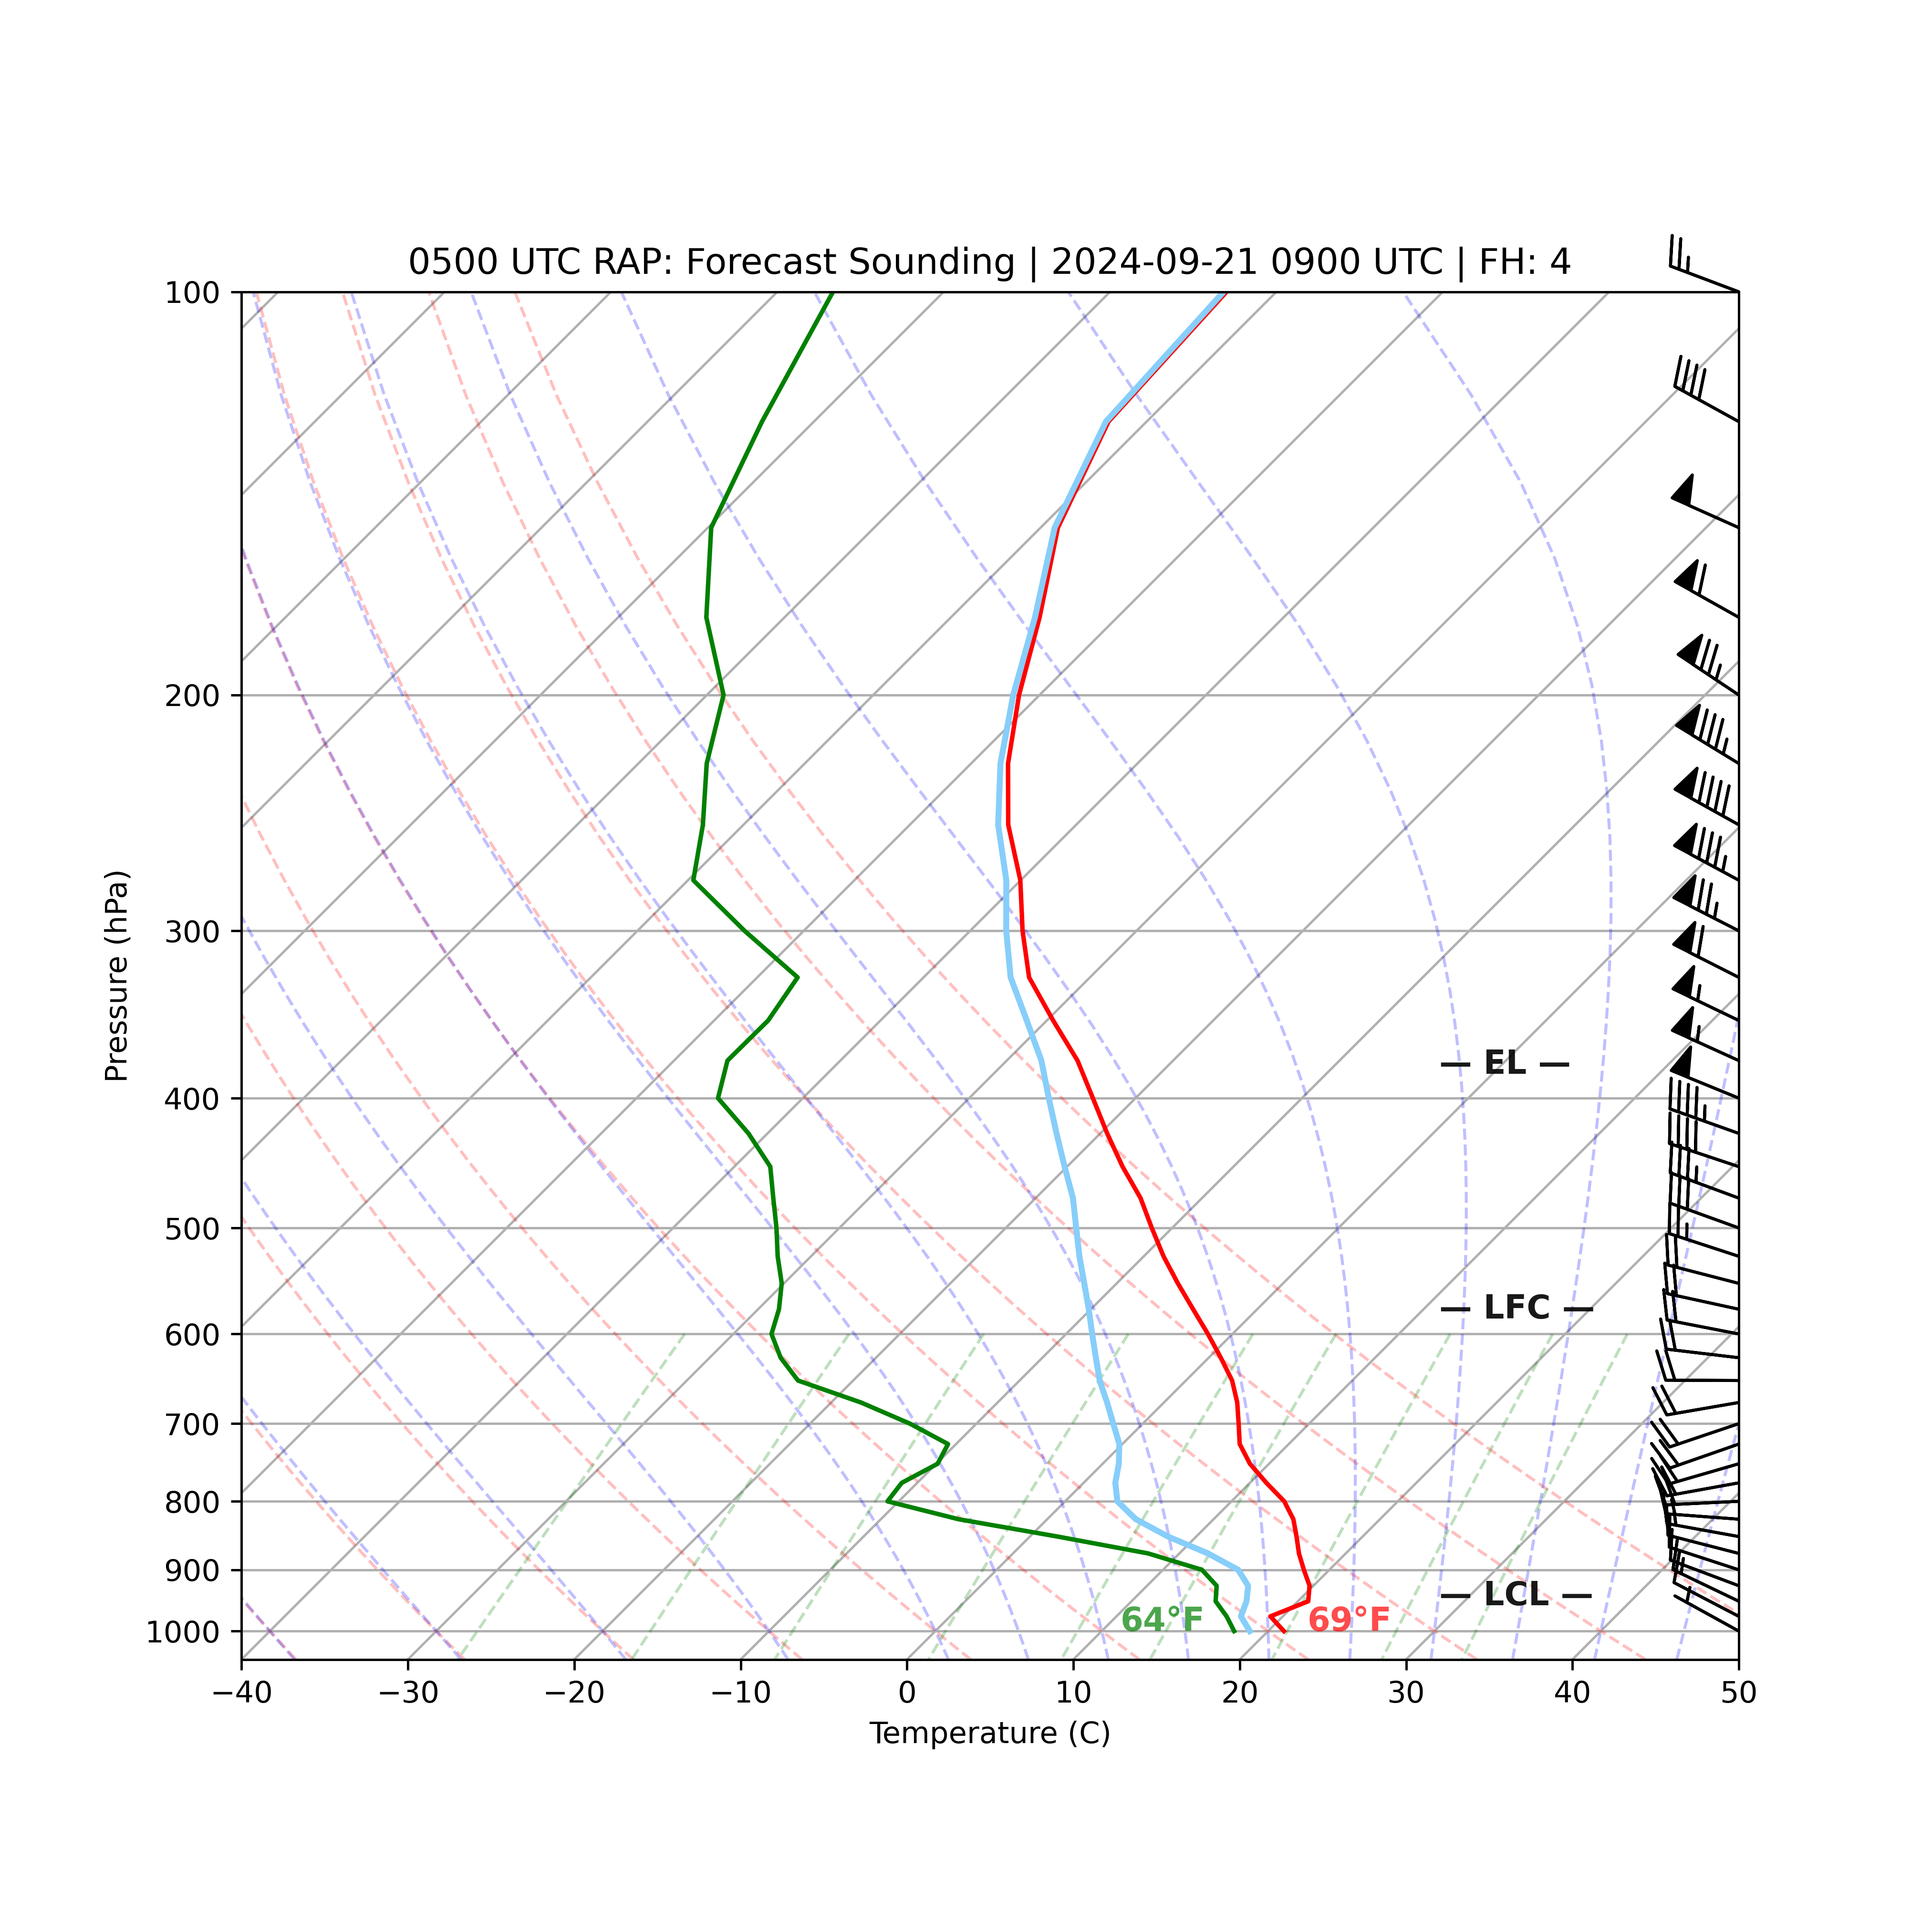 0500 UTC RAP: Forecast Sounding | 2024-09-21 0900 UTC | FH: 4
100
200
300
— EL —
400
500
— LFC —
600
700
800
900
— LCL —
64°F 69°F
1000
Pressure (hPa)
−40 −30 −20 −10 0 10 20 30 40 50
Temperature (C)